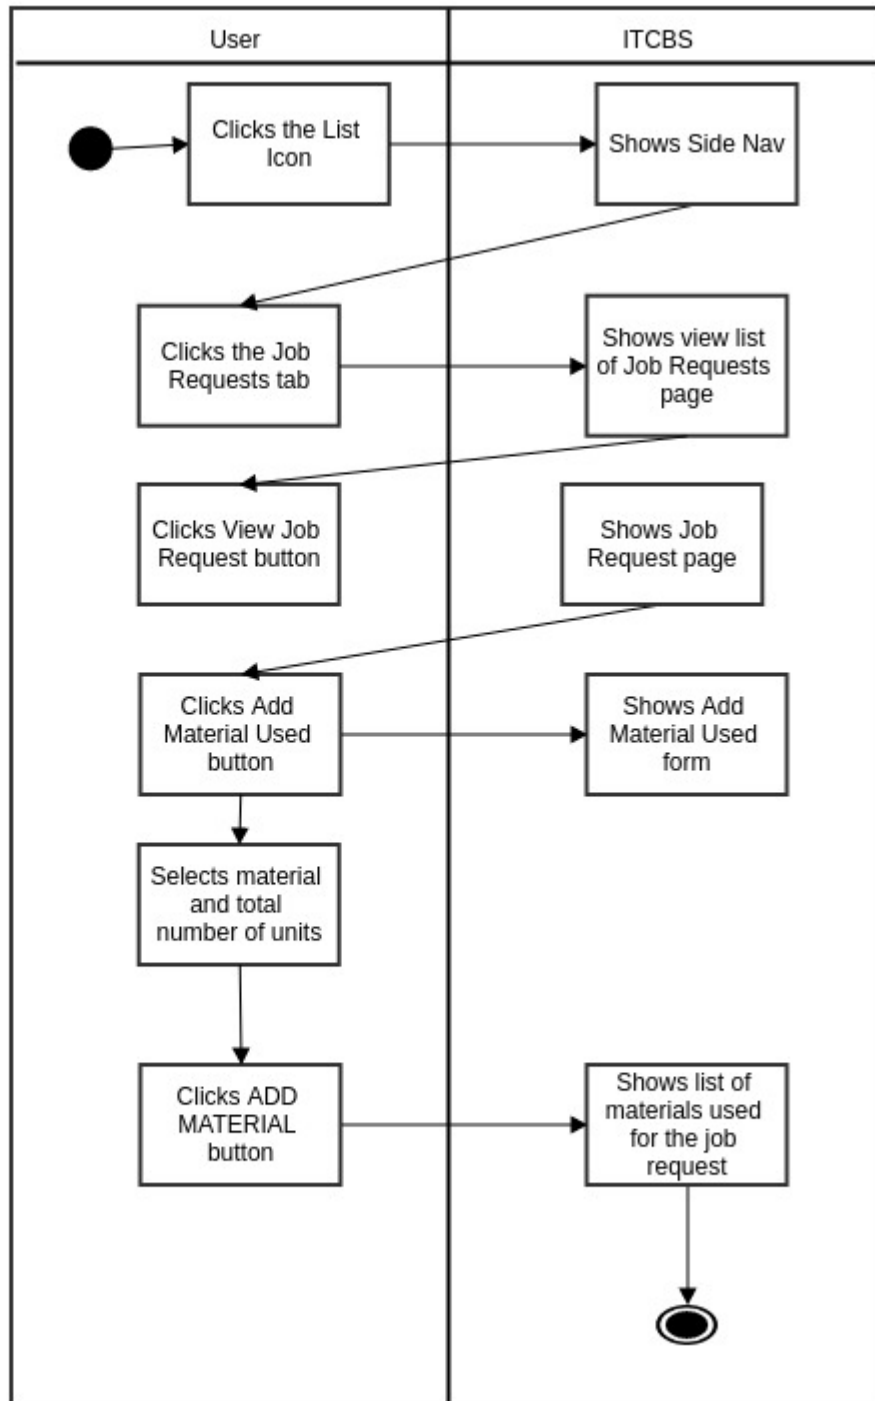 User
ITCBS
Clicks the List
Icon
Shows Side Nav
Clicks the Job
Requests tab
Shows view list
of Job Requests
page
Clicks View Job
Request button
Shows Job
Request page
Clicks Add
Material Used
button
Shows Add
Material Used
form
Selects material
and total
number of units
Clicks ADD
MATERIAL
button
Shows list of
materials used
for the job
request